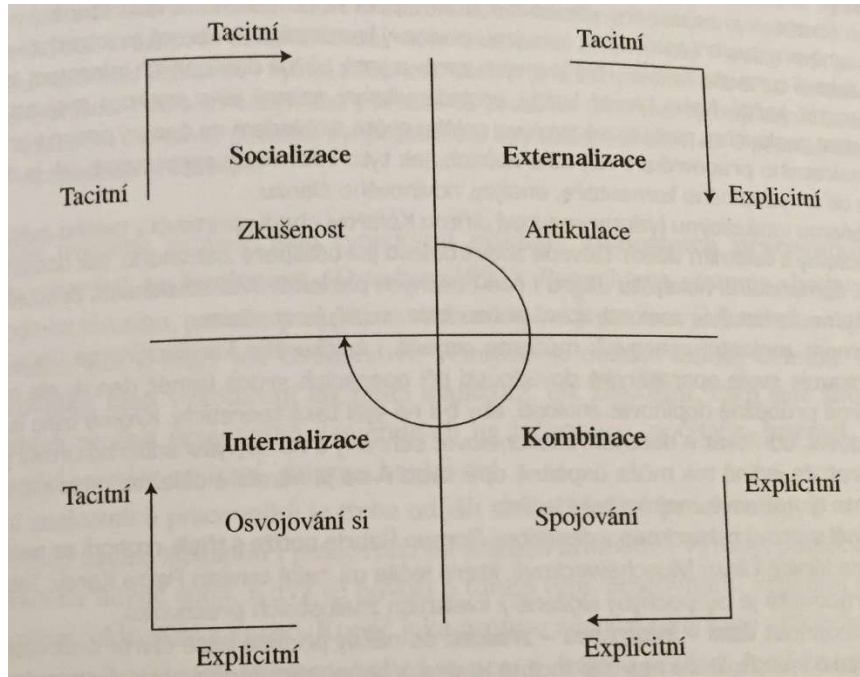 Tacitní
Tacitní
Socializace
Externalizace
Tacitní
Explicitní
Zkušenost
Artikulace
Internalizace
Kombinace
Tacitní
Explicitní
Osvojování si
Spojování
Explicitní
Explicitní